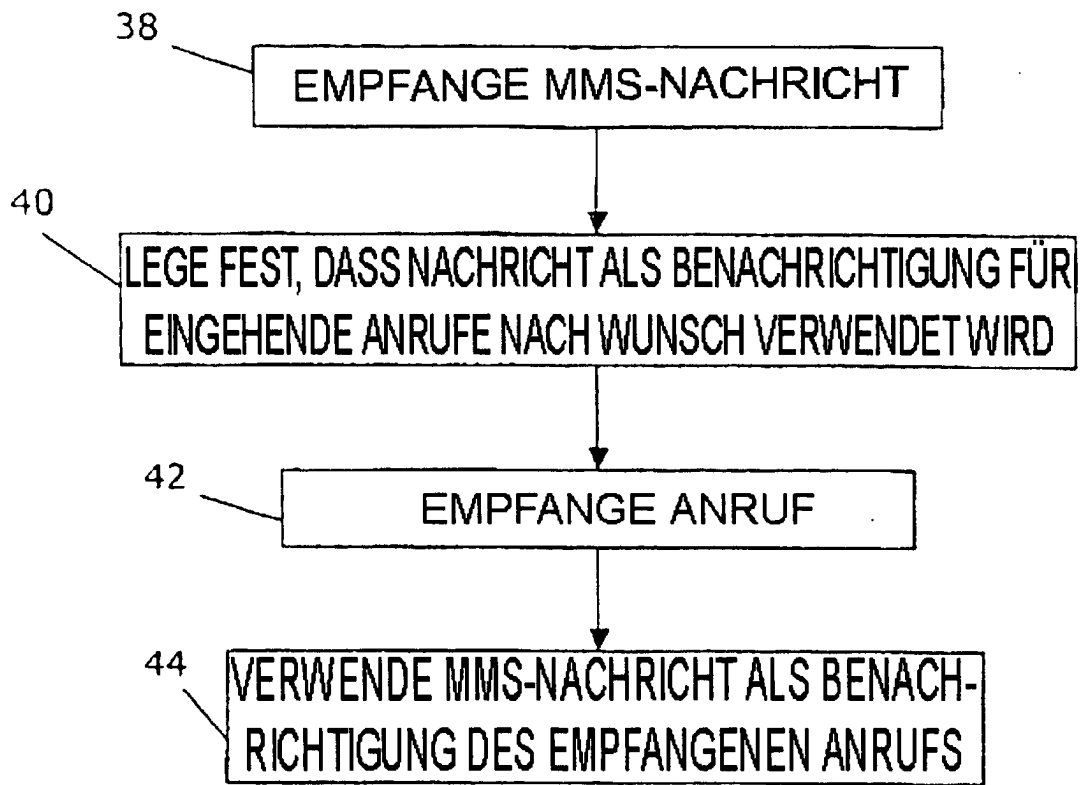 38
EMPFANGE MMS-NACHRICHT
40
LEGE FEST, DASS NACHRICHT ALS BENACHRICHTIGUNG FÜR
EINGEHENDE ANRUFE NACH WUNSCH VERWENDET WIRD
42
EMPFANGE ANRUF
44
VERWENDE MMS-NACHRICHT ALS BENACH-
RICHTIGUNG DES EMPFANGENEN ANRUFS